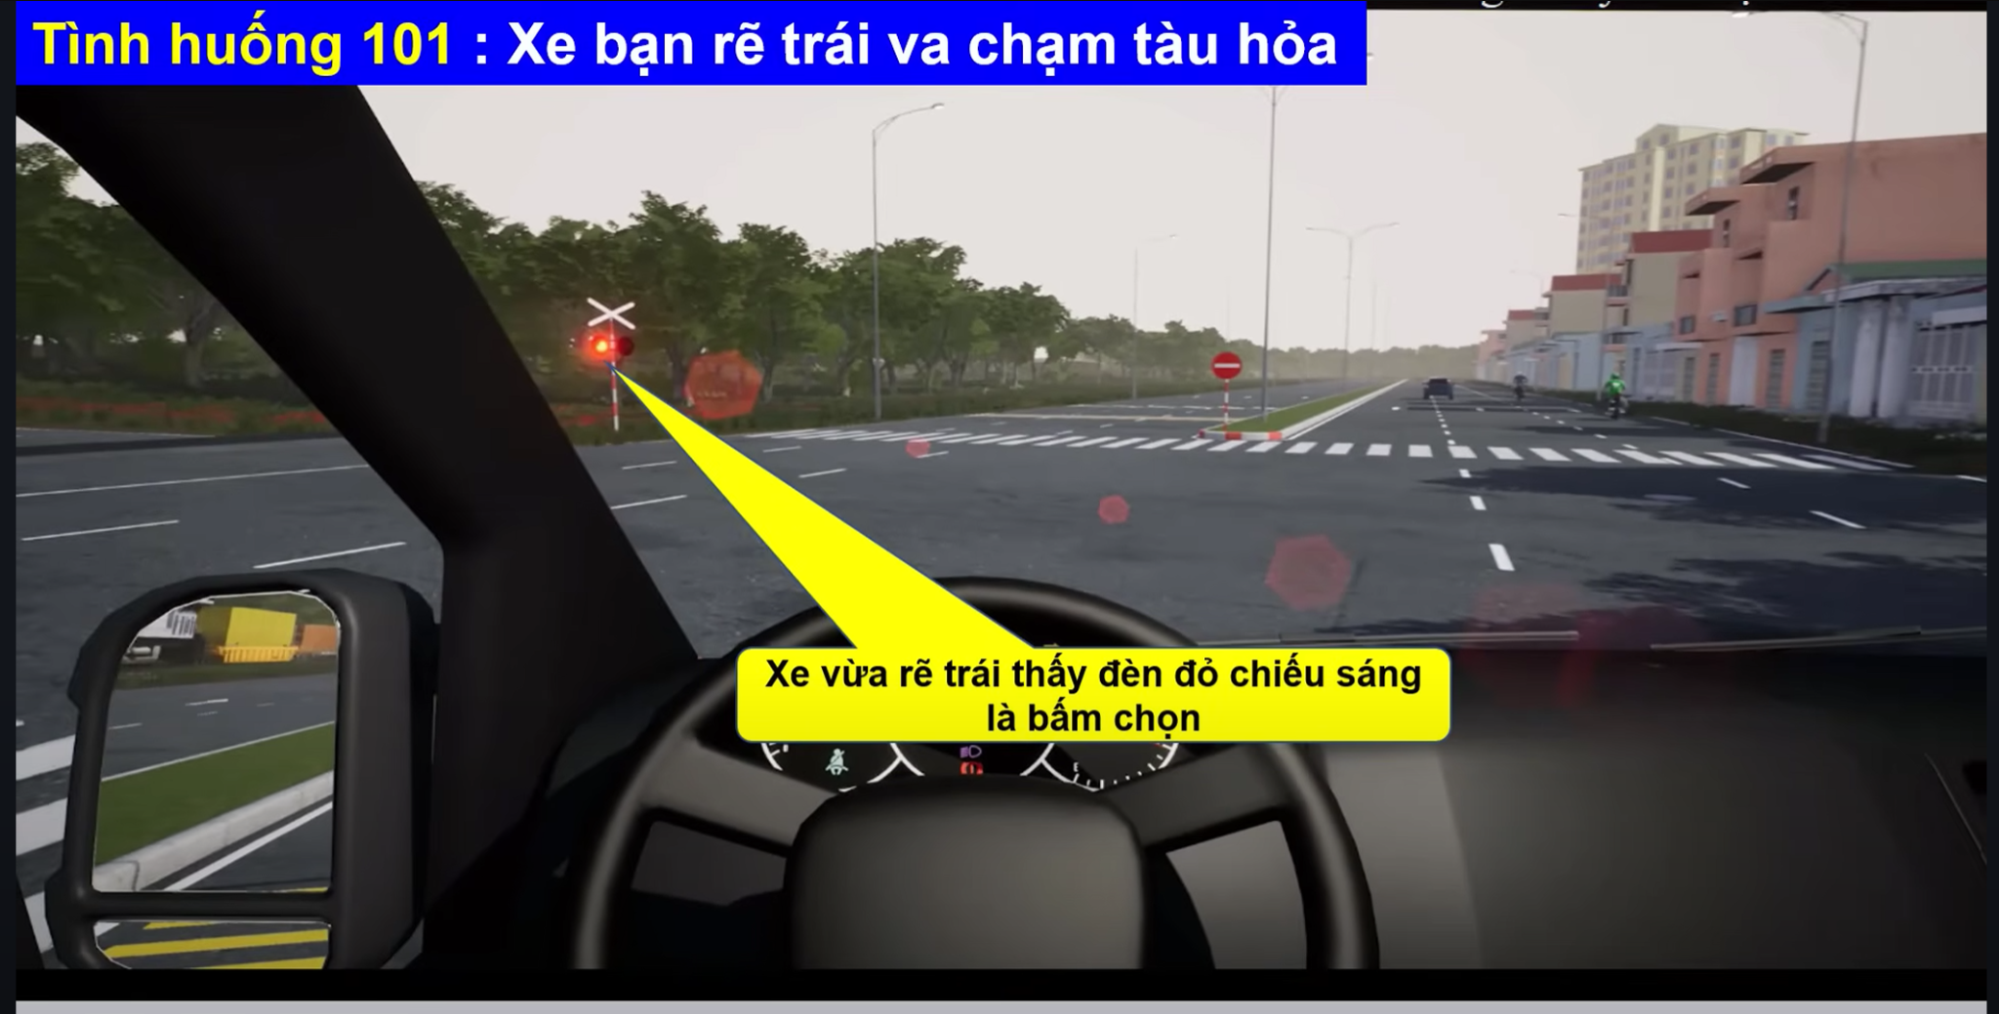 Tình huống 101 : Xe bạn rẽ trái va chạm tàu hỏa
Xe vừa rẽ trái thấy đèn đỏ chiếu sáng
là bấm chọn